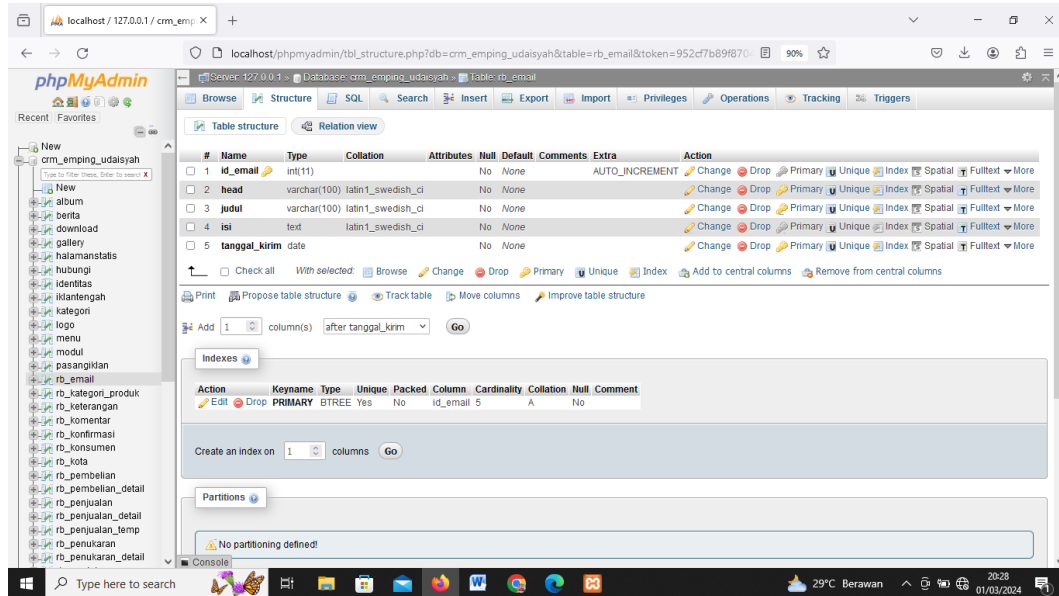 localhost / 127.0.0.1 / crm_emp
localhost/phpmyadmin/tbl_structure.php?db=crm_emping_udaisyah&table=rb_email&token=952cf7b89f870 90%
phpMyAdmin
Recent Favorites
New
crm_emping_udaisyah
Type to filter these, Enter to search X
New
album
berita
download
gallery
halamanstatis
hubungi
identitas
iklantengah
kategori
logo
menu
modul
pasangiklan
rb_email
rb_kategori_produk
rb_keterangan
rb_komentar
rb_konfirmasi
rb_konsumen
rb_kota
rb_pembelian
rb_pembelian_detail
rb_penjualan
rb_penjualan_detail
rb_penjualan_temp
rb_penukaran
rb_penukaran_detail
Server: 127.0.0.1 » Database: crm_emping_udaisyah » Table: rb_email
Browse Structure SQL Search Insert Export Import Privileges Operations Tracking Triggers
Table structure Relation view
# Name Type Collation Attributes Null Default Comments Extra Action
1 id_email int(11) No None AUTO_INCREMENT Change Drop Primary Unique Index Spatial Fulltext More
2 head varchar(100) latin1_swedish_ci No None Change Drop Primary Unique Index Spatial Fulltext More
3 judul varchar(100) latin1_swedish_ci No None Change Drop Primary Unique Index Spatial Fulltext More
4 isi text latin1_swedish_ci No None Change Drop Primary Unique Index Spatial Fulltext More
5 tanggal_kirim date No None Change Drop Primary Unique Index Spatial Fulltext More
Check all With selected: Browse Change Drop Primary Unique Index Add to central columns Remove from central columns
Print Propose table structure Track table Move columns Improve table structure
Add 1 column(s) after tanggal_kirim Go
Indexes
Action Keyname Type Unique Packed Column Cardinality Collation Null Comment
Edit Drop PRIMARY BTREE Yes No id_email 5 A No
Create an index on 1 columns Go
Partitions
No partitioning defined!
Console
Type here to search 29°C Berawan 20:28
01/03/2024